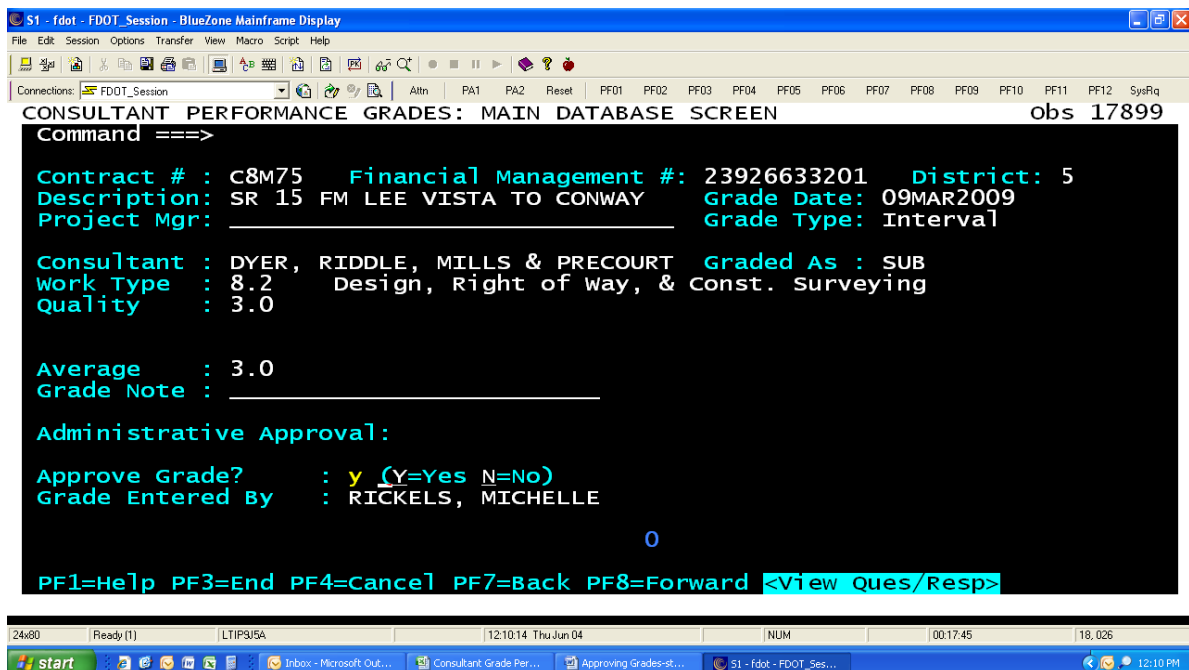 S1 - fdot - FDOT_Session - BlueZone Mainframe Display
File Edit Session Options Transfer View Macro Script Help
Connections: FDOT_Session Attn PA1 PA2 Reset PF01 PF02 PF03 PF04 PF05 PF06 PF07 PF08 PF09 PF10 PF11 PF12 SysRq
CONSULTANT PERFORMANCE GRADES: MAIN DATABASE SCREEN Obs 17899
Command ===>
Contract # : C8M75 Financial Management #: 23926633201 District: 5
Description: SR 15 FM LEE VISTA TO CONWAY Grade Date: 09MAR2009
Project Mgr: Grade Type: Interval
Consultant : DYER, RIDDLE, MILLS & PRECOURT Graded As : SUB
Work Type : 8.2 Design, Right of Way, & Const. Surveying
Quality : 3.0
Average : 3.0
Grade Note :
Administrative Approval:
Approve Grade? : y (Y=Yes N=No)
Grade Entered By : RICKELS, MICHELLE
0
PF1=Help PF3=End PF4=Cancel PF7=Back PF8=Forward <View Ques/Resp>
24x80 Ready (1) LTIP9J5A 12:10:14 Thu Jun 04 NUM 00:17:45 18, 026
start Inbox - Microsoft Out... Consultant Grade Per... Approving Grades-st... S1 - fdot - FDOT_Ses... 12:10 PM